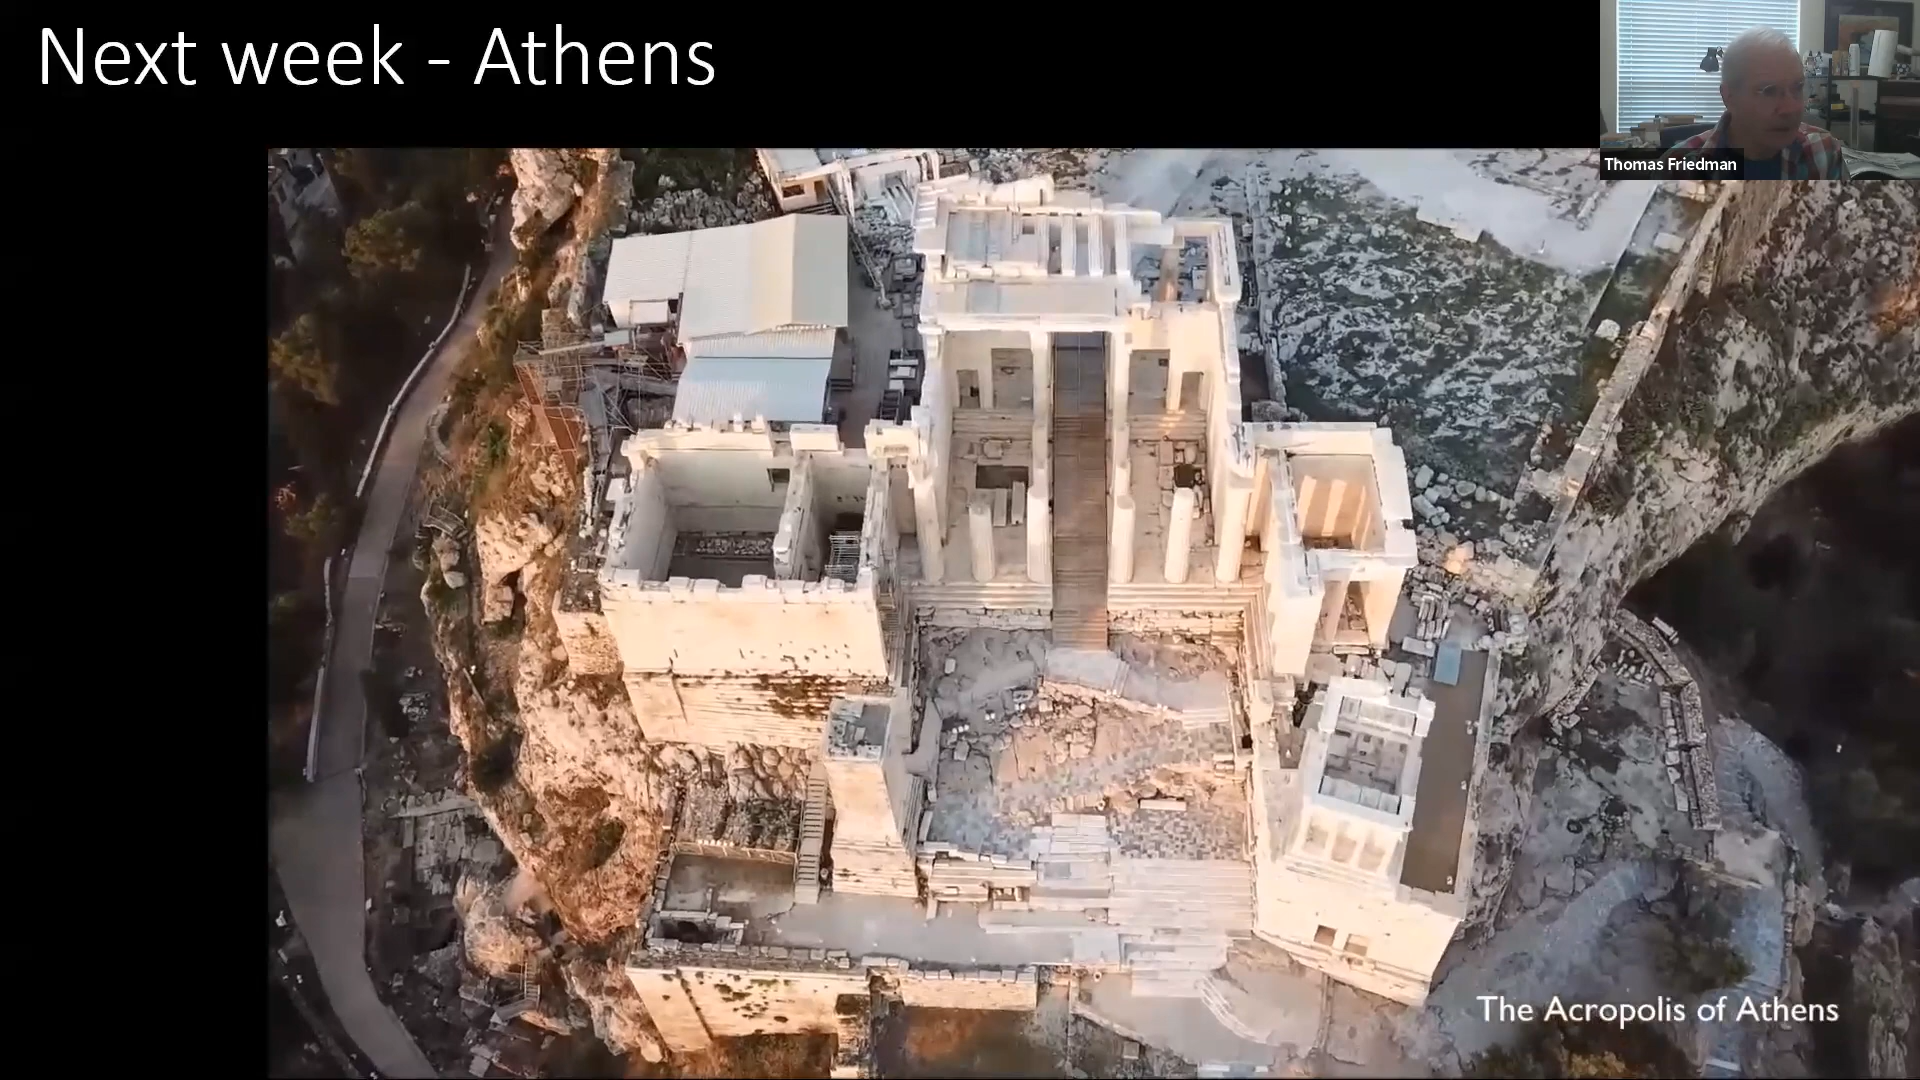 Next week - Athens
Thomas Friedman
The Acropolis of Athens